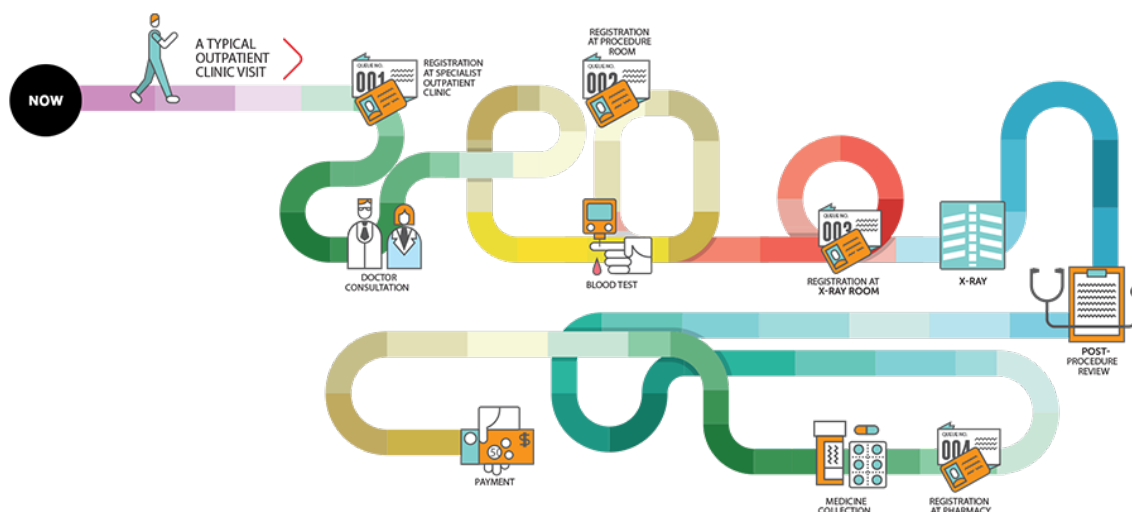 NOW
A TYPICAL
OUTPATIENT
CLINIC VISIT
QUEUE NO.
001
REGISTRATION
AT SPECIALIST
OUTPATIENT
CLINIC
DOCTOR
CONSULTATION
REGISTRATION
AT PROCEDURE
ROOM
QUEUE NO.
002
BLOOD TEST
QUEUE NO.
003
REGISTRATION AT
X-RAY ROOM
X-RAY
POST-
PROCEDURE
REVIEW
QUEUE NO.
004
REGISTRATION
AT PHARMACY
MEDICINE
COLLECTION
$
50
PAYMENT